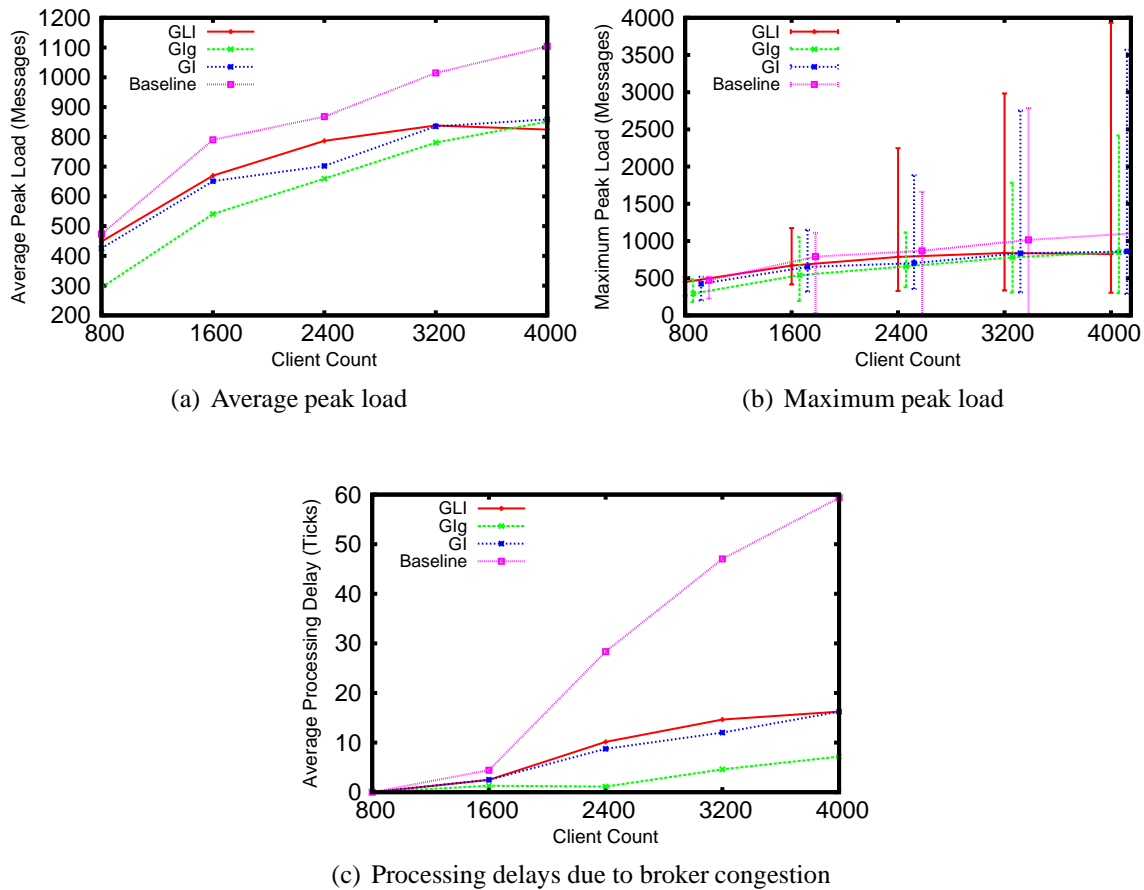 1200
1100
1000
900
800
700
600
500
400
300
200
Average Peak Load (Messages)
GLI
GIg
GI
Baseline
800
1600
2400
3200
4000
Client Count
(a) Average peak load
4000
3500
3000
2500
2000
1500
1000
500
0
Maximum Peak Load (Messages)
GLI
GIg
GI
Baseline
800
1600
2400
3200
4000
Client Count
(b) Maximum peak load
60
50
40
30
20
10
0
Average Processing Delay (Ticks)
GLI
GIg
GI
Baseline
800
1600
2400
3200
4000
Client Count
(c) Processing delays due to broker congestion